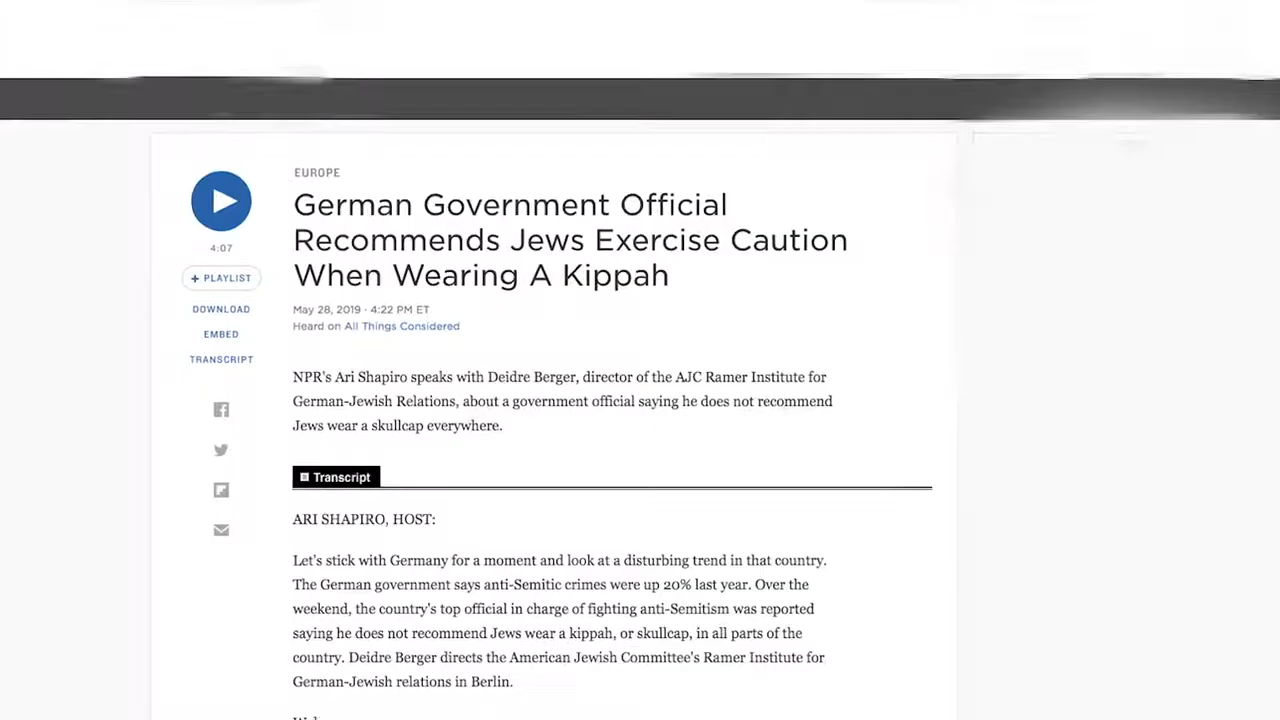 EUROPE
German Government Official
Recommends Jews Exercise Caution
When Wearing A Kippah
4:07
+ PLAYLIST
DOWNLOAD
EMBED
TRANSCRIPT
May 28, 2019 · 4:22 PM ET
Heard on All Things Considered
NPR's Ari Shapiro speaks with Deidre Berger, director of the AJC Ramer Institute for
German-Jewish Relations, about a government official saying he does not recommend
Jews wear a skullcap everywhere.
Transcript
ARI SHAPIRO, HOST:
Let's stick with Germany for a moment and look at a disturbing trend in that country.
The German government says anti-Semitic crimes were up 20% last year. Over the
weekend, the country's top official in charge of fighting anti-Semitism was reported
saying he does not recommend Jews wear a kippah, or skullcap, in all parts of the
country. Deidre Berger directs the American Jewish Committee's Ramer Institute for
German-Jewish relations in Berlin.